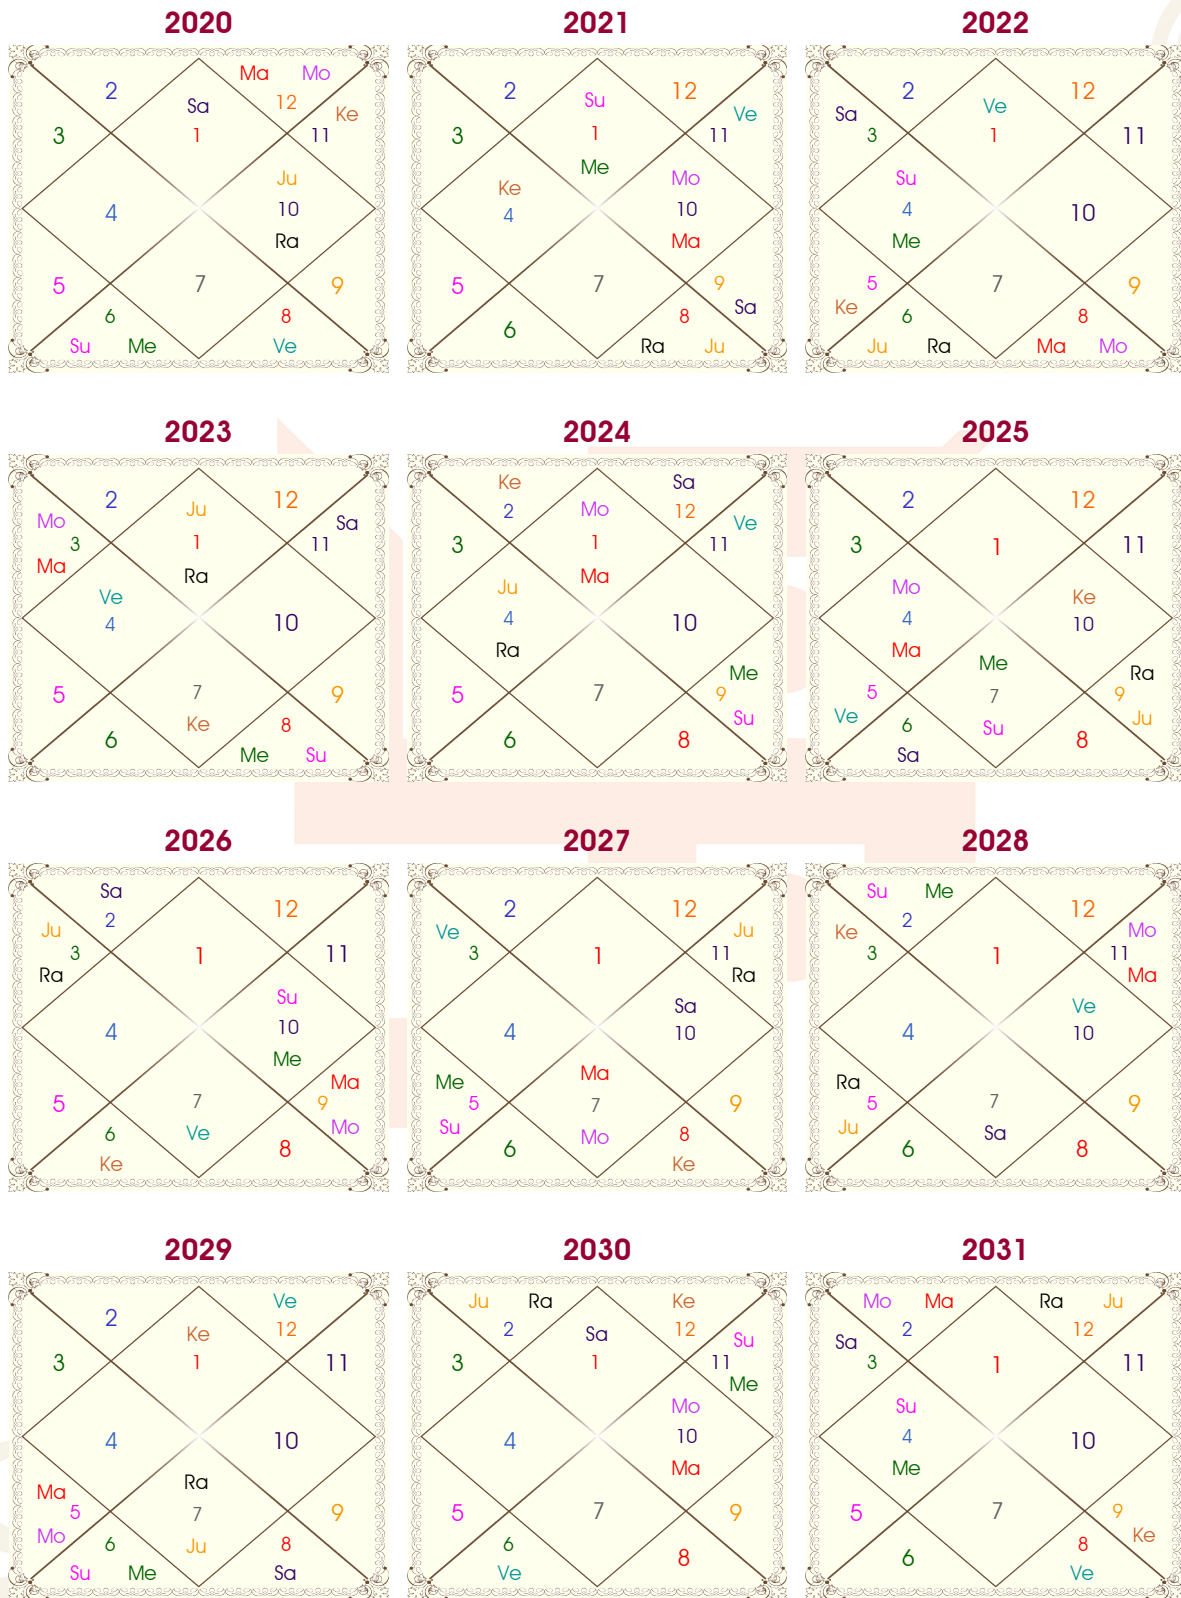 2020
Ma Mo
2 Sa 12
Ke
3 1 11
Ju
4 10
Ra
5 7 9
6 8
Su Me Ve
2021
2 Su 12
Ve
3 1 11
Me Mo
Ke
4 10
Ma
5 7 9
Sa
6 8
Ra Ju
2022
2 Ve 12
Sa
3 1 11
Su
4 10
Me
5 7 9
Ke
6 8
Ju Ra Ma Mo
2023
2 Ju 12
Mo Sa
3 1 11
Ma Ra
Ve
4 10
5 7 9
Ke
6 8
Me Su
2024
Ke Sa
2 Mo 12
Ve
3 1 11
Ma
Ju
4 10
Ra
Me
5 7 9
Su
6 8
2025
2 12
3 1 11
Mo Ke
4 10
Ma
Me Ra
5 7 9
Ve Su Ju
6 8
Sa
2026
Sa
2 12
Ju
3 1 11
Ra
Su
4 10
Me
Ma
5 7 9
Mo
6 Ve 8
Ke
2027
2 12
Ve Ju
3 1 11
Ra
Sa
4 10
Me Ma
5 7 9
Su Mo
6 8
Ke
2028
Su Me
2 12
Ke Mo
3 1 11
Ma
Ve
4 10
Ra
5 7 9
Ju Sa
6 8
2029
Ve
2 Ke 12
3 1 11
4 10
Ma Ra
5 7 9
Mo Ju
6 8
Su Me Sa
2030
Ju Ra Ke
2 Sa 12
Su
3 1 11
Me
Mo
4 10
Ma
5 7 9
6 8
Ve
2031
Mo Ma Ra Ju
2 12
Sa
3 1 11
Su
4 10
Me
5 7 9
Ke
6 8
Ve